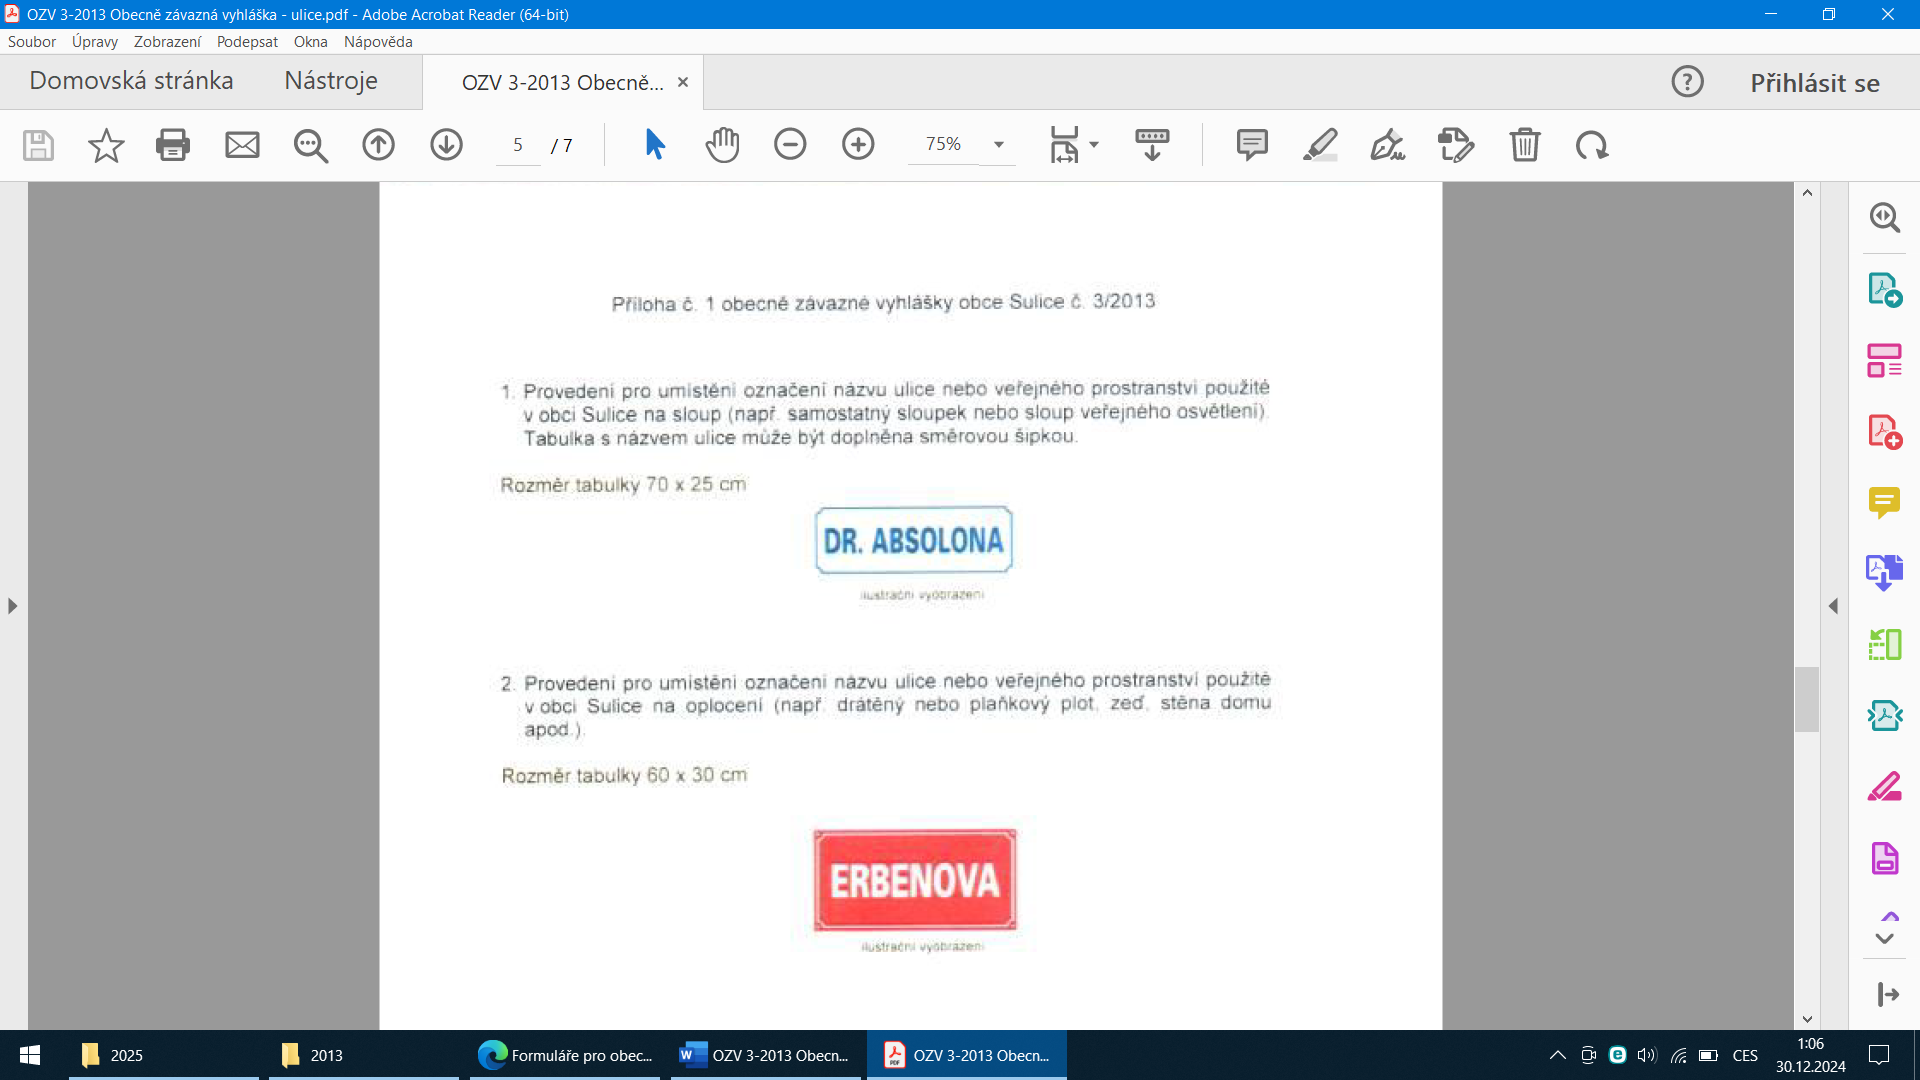 OZV 3-2013 Obecně závazná vyhláška - ulice.pdf - Adobe Acrobat Reader (64-bit)
Soubor Úpravy Zobrazení Podepsat Okna Nápověda
Domovská stránka Nástroje OZV 3-2013 Obecně... × Přihlásit se
5 / 7 75%
Příloha č. 1 obecně závazné vyhlášky obce Sulice č. 3/2013
1. Provedení pro umístění označení názvu ulice nebo veřejného prostranství použité
v obci Sulice na sloup (např. samostatný sloupek nebo sloup veřejného osvětlení).
Tabulka s názvem ulice může být doplněna směrovou šipkou.
Rozměr tabulky 70 x 25 cm
DR. ABSOLONA
ilustrační vyobrazení
2. Provedení pro umístění označení názvu ulice nebo veřejného prostranství použité
v obci Sulice na oplocení (např. drátěný nebo plaňkový plot, zeď, stěna domu
apod.).
Rozměr tabulky 60 x 30 cm
ERBENOVA
ilustrační vyobrazení
2025 2013 Formuláře pro obec... OZV 3-2013 Obecn... OZV 3-2013 Obecn... CES 1:06
30.12.2024